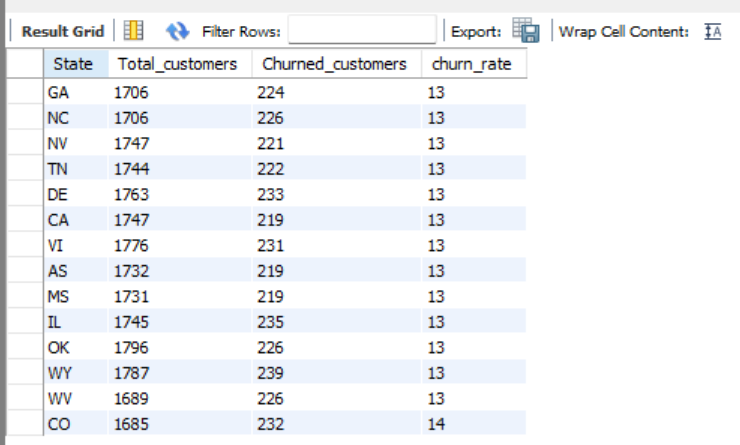 Result Grid Filter Rows: Export: Wrap Cell Content: IA
State Total_customers Churned_customers churn_rate
GA 1706 224 13
NC 1706 226 13
NV 1747 221 13
TN 1744 222 13
DE 1763 233 13
CA 1747 219 13
VI 1776 231 13
AS 1732 219 13
MS 1731 219 13
IL 1745 235 13
OK 1796 226 13
WY 1787 239 13
WV 1689 226 13
CO 1685 232 14